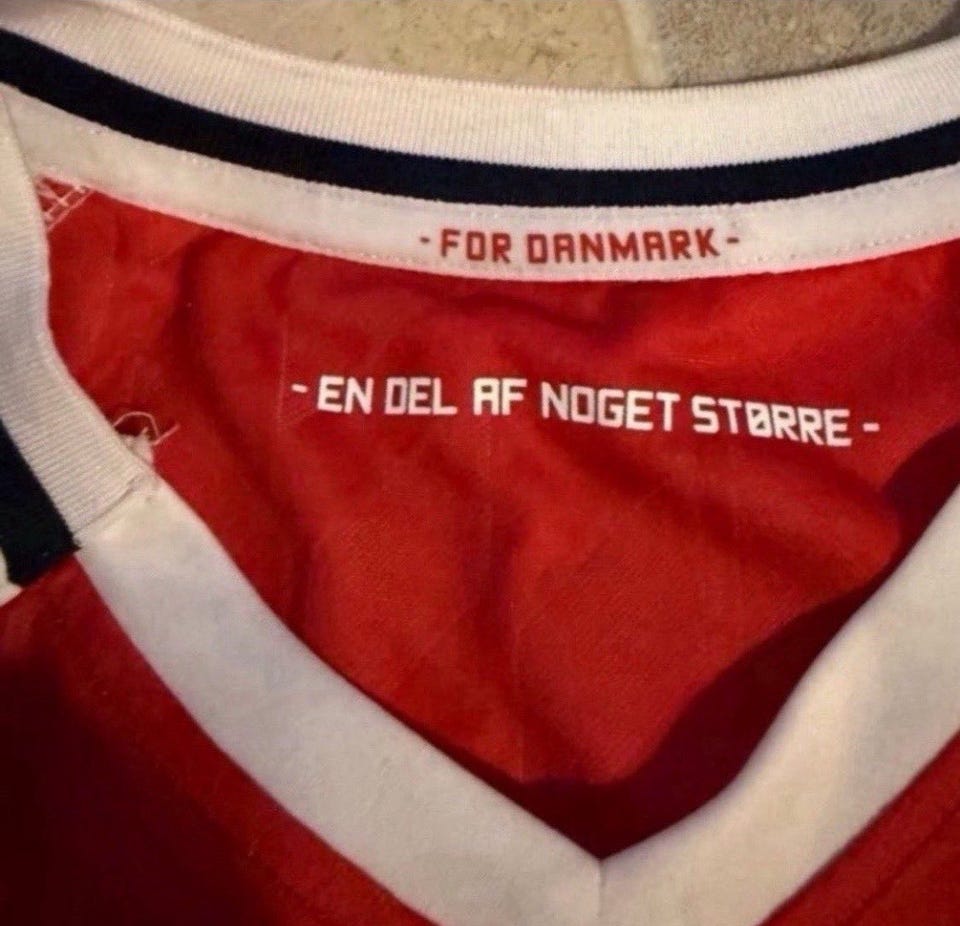 - FOR DANMARK -
- EN DEL AF NOGET STØRRE -